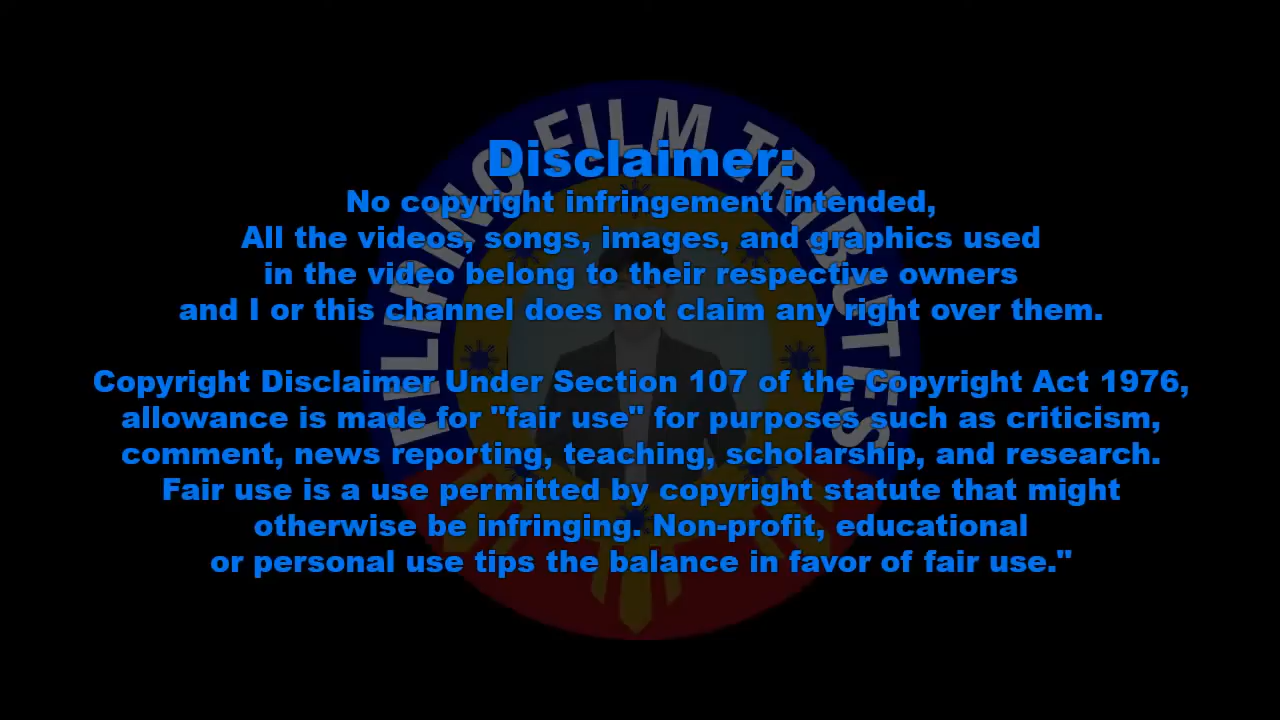 FILIPINO FILM TRIBUTES
Disclaimer:
No copyright infringement intended,
All the videos, songs, images, and graphics used
in the video belong to their respective owners
and I or this channel does not claim any right over them.
Copyright Disclaimer Under Section 107 of the Copyright Act 1976,
allowance is made for "fair use" for purposes such as criticism,
comment, news reporting, teaching, scholarship, and research.
Fair use is a use permitted by copyright statute that might
otherwise be infringing. Non-profit, educational
or personal use tips the balance in favor of fair use."